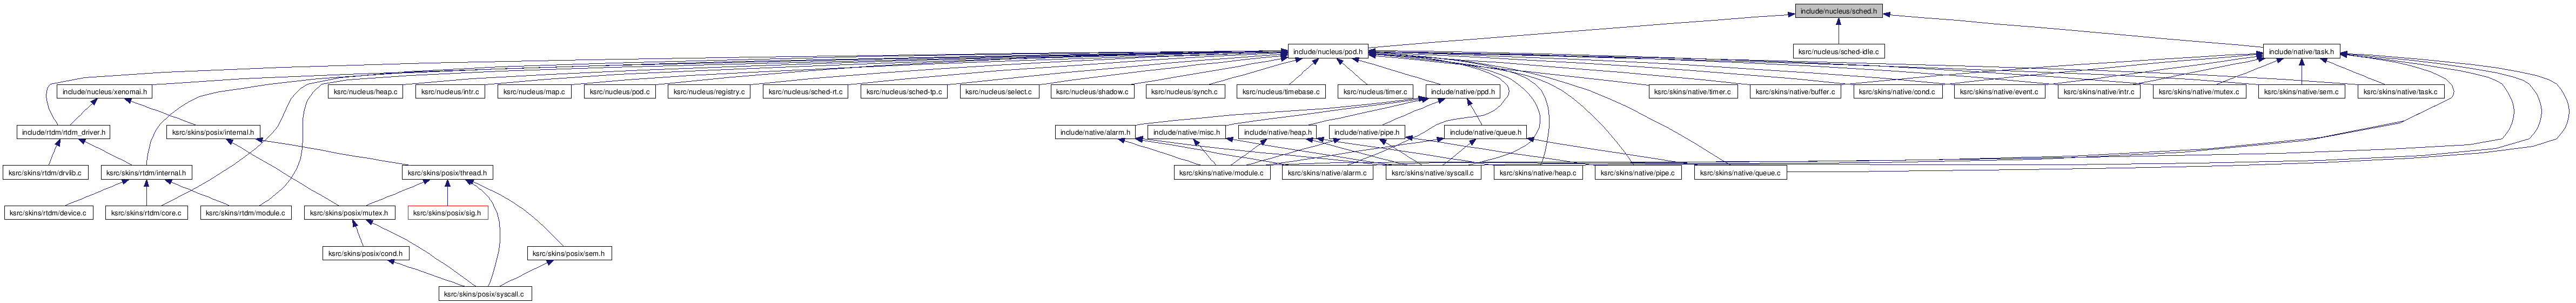 include/nucleus/sched.h
include/nucleus/pod.h
ksrc/nucleus/sched-idle.c
include/native/task.h
include/nucleus/xenomai.h
ksrc/nucleus/heap.c
ksrc/nucleus/intr.c
ksrc/nucleus/map.c
ksrc/nucleus/pod.c
ksrc/nucleus/registry.c
ksrc/nucleus/sched-rt.c
ksrc/nucleus/sched-tp.c
ksrc/nucleus/select.c
ksrc/nucleus/shadow.c
ksrc/nucleus/synch.c
ksrc/nucleus/timebase.c
ksrc/nucleus/timer.c
include/native/ppd.h
ksrc/skins/native/timer.c
ksrc/skins/native/buffer.c
ksrc/skins/native/cond.c
ksrc/skins/native/event.c
ksrc/skins/native/intr.c
ksrc/skins/native/mutex.c
ksrc/skins/native/sem.c
ksrc/skins/native/task.c
include/rtdm/rtdm_driver.h
ksrc/skins/posix/internal.h
include/native/alarm.h
include/native/misc.h
include/native/heap.h
include/native/pipe.h
include/native/queue.h
ksrc/skins/rtdm/drvlib.c
ksrc/skins/rtdm/internal.h
ksrc/skins/posix/thread.h
ksrc/skins/native/module.c
ksrc/skins/native/alarm.c
ksrc/skins/native/syscall.c
ksrc/skins/native/heap.c
ksrc/skins/native/pipe.c
ksrc/skins/native/queue.c
ksrc/skins/rtdm/device.c
ksrc/skins/rtdm/core.c
ksrc/skins/rtdm/module.c
ksrc/skins/posix/mutex.h
ksrc/skins/posix/sig.h
ksrc/skins/posix/cond.h
ksrc/skins/posix/sem.h
ksrc/skins/posix/syscall.c